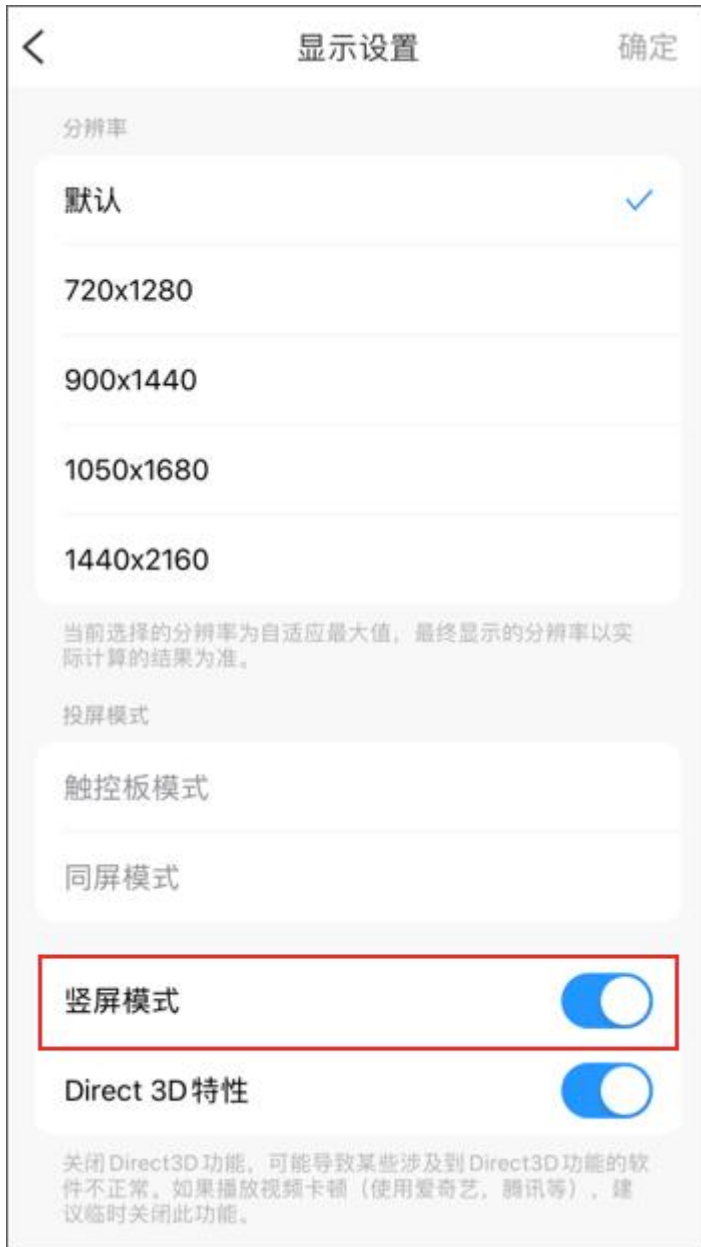 显示设置
确定
分辨率
默认
720x1280
900x1440
1050x1680
1440x2160
当前选择的分辨率为自适应最大值，最终显示的分辨率以实
际计算的结果为准。
投屏模式
触控板模式
同屏模式
竖屏模式
Direct 3D特性
关闭Direct3D功能，可能导致某些涉及到Direct3D功能的软
件不正常。如果播放视频卡顿（使用爱奇艺，腾讯等），建
议临时关闭此功能。